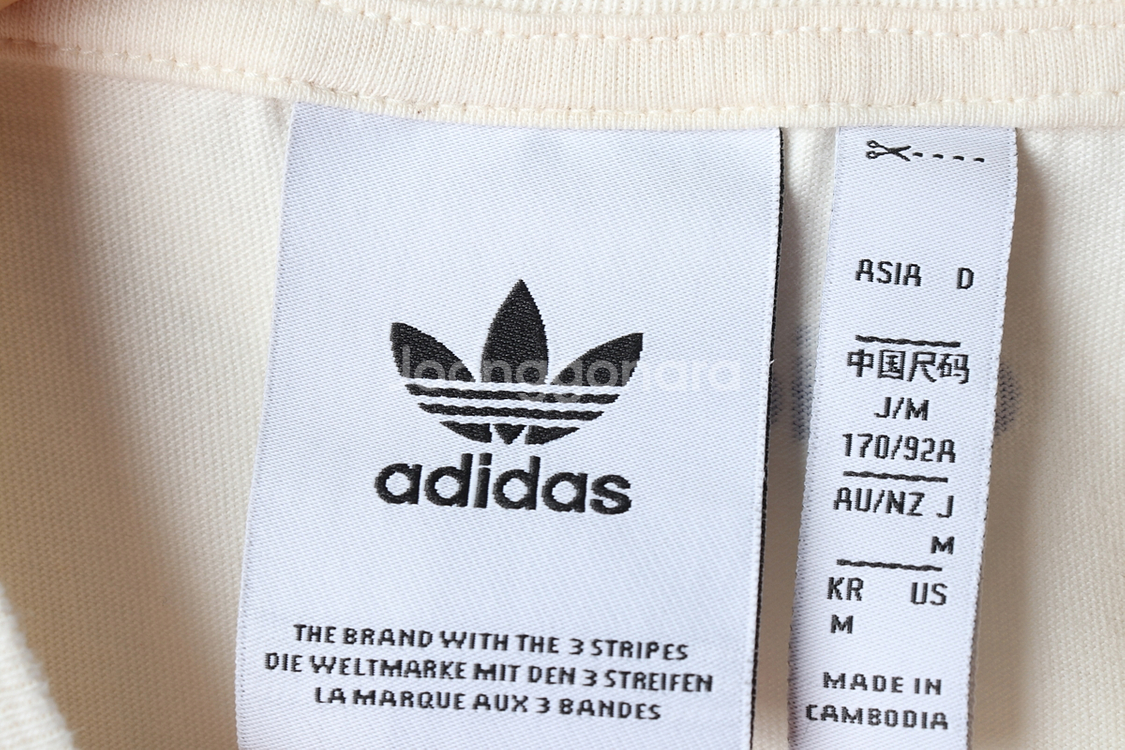 adidas
THE BRAND WITH THE 3 STRIPES
DIE WELTMARKE MIT DEN 3 STREIFEN
LA MARQUE AUX 3 BANDES
ASIA D
中国尺码
J/M
170/92A
AU/NZ J
M
KR US
M
MADE IN
CAMBODIA